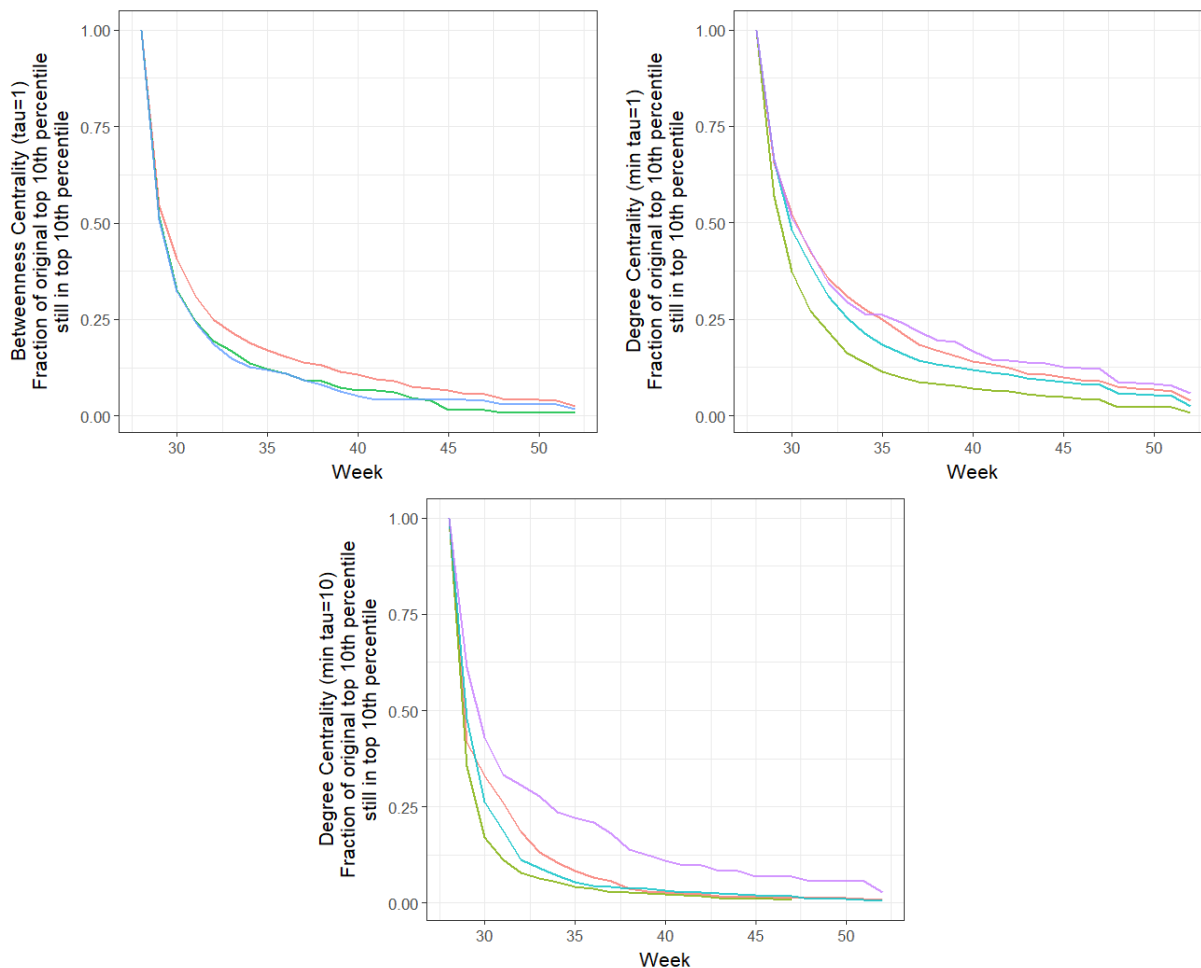 Betweenness Centrality (tau=1)
Fraction of original top 10th percentile
still in top 10th percentile
1.00
0.75
0.50
0.25
0.00
30 35 40 45 50
Week
Degree Centrality (min tau=1)
Fraction of original top 10th percentile
still in top 10th percentile
1.00
0.75
0.50
0.25
0.00
30 35 40 45 50
Week
Degree Centrality (min tau=10)
Fraction of original top 10th percentile
still in top 10th percentile
1.00
0.75
0.50
0.25
0.00
30 35 40 45 50
Week